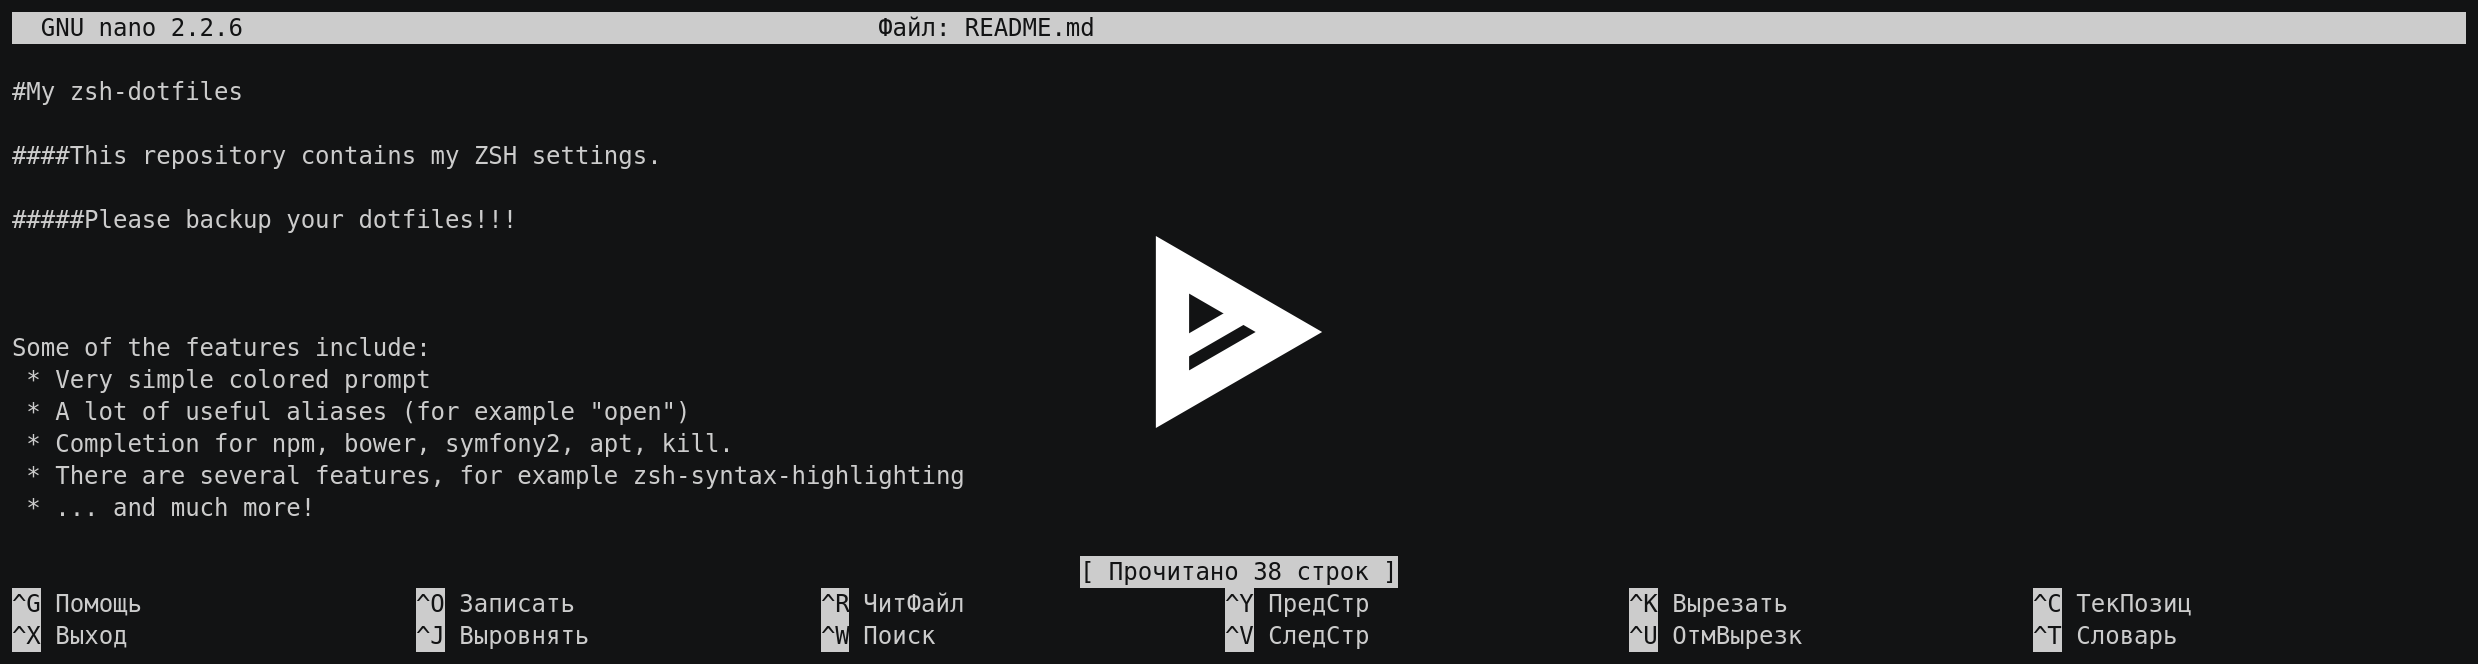 GNU nano 2.2.6 Файл: README.md
#My zsh-dotfiles
####This repository contains my ZSH settings.
#####Please backup your dotfiles!!!
Some of the features include:
* Very simple colored prompt
* A lot of useful aliases (for example "open")
* Completion for npm, bower, symfony2, apt, kill.
* There are several features, for example zsh-syntax-highlighting
* ... and much more!
[ Прочитано 38 строк ]
^G Помощь ^O Записать ^R ЧитФайл ^Y ПредСтр ^K Вырезать ^C ТекПозиц
^X Выход ^J Выровнять ^W Поиск ^V СледСтр ^U ОтмВырезк ^T Словарь